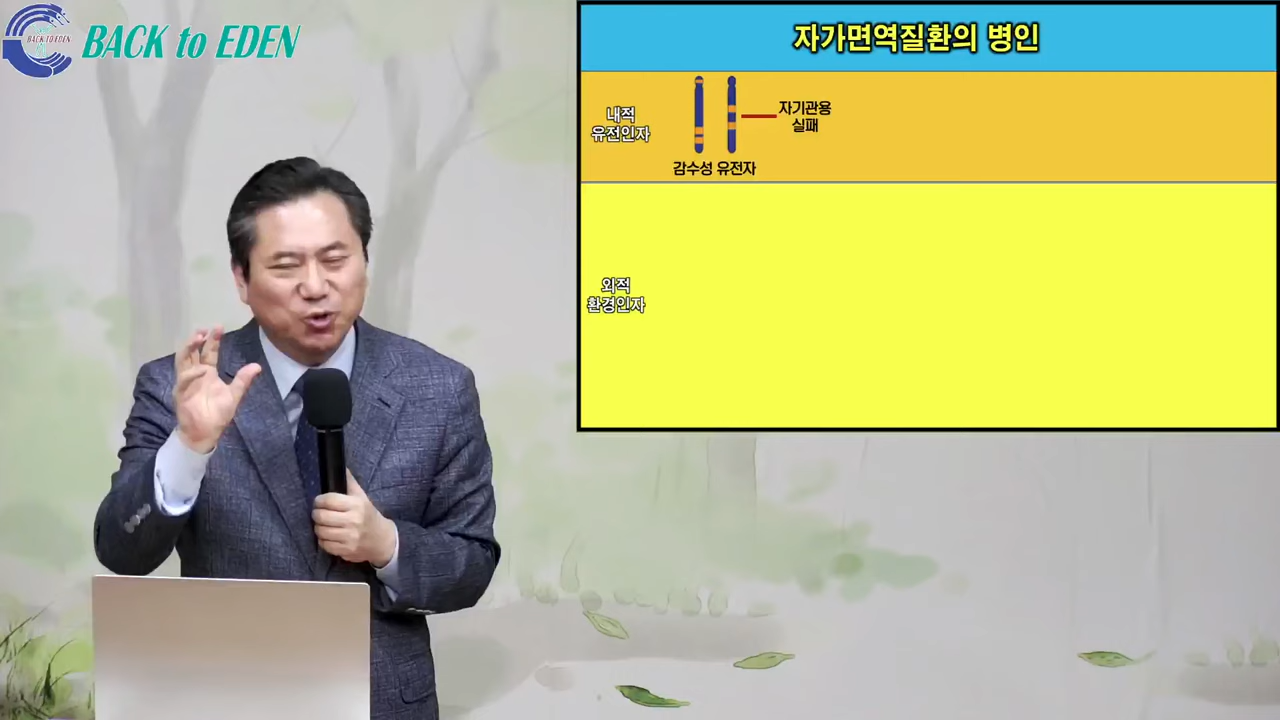 BACK TO EDEN
BACK to EDEN
자가면역질환의 병인
내적
유전인자
자기관용
실패
감수성 유전자
외적
환경인자